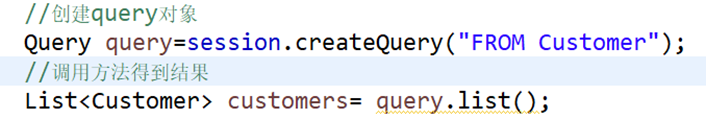 //创建query对象
Query query=session.createQuery("FROM Customer");
//调用方法得到结果
List<Customer> customers= query.list();